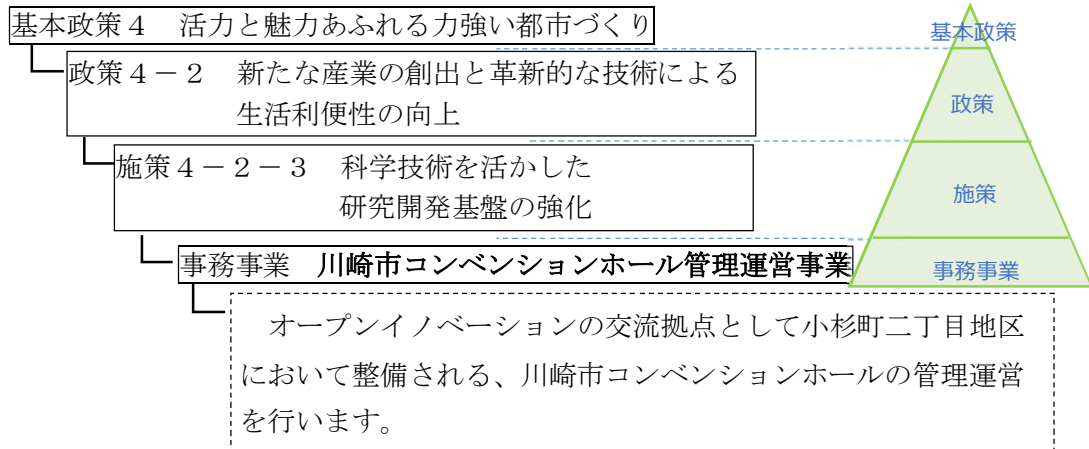 基本政策４　活力と魅力あふれる力強い都市づくり
政策４－２　新たな産業の創出と革新的な技術による
生活利便性の向上
施策４－２－３　科学技術を活かした
研究開発基盤の強化
事務事業　川崎市コンベンションホール管理運営事業
オープンイノベーションの交流拠点として小杉町二丁目地区
において整備される、川崎市コンベンションホールの管理運営
を行います。
基本政策
政策
施策
事務事業